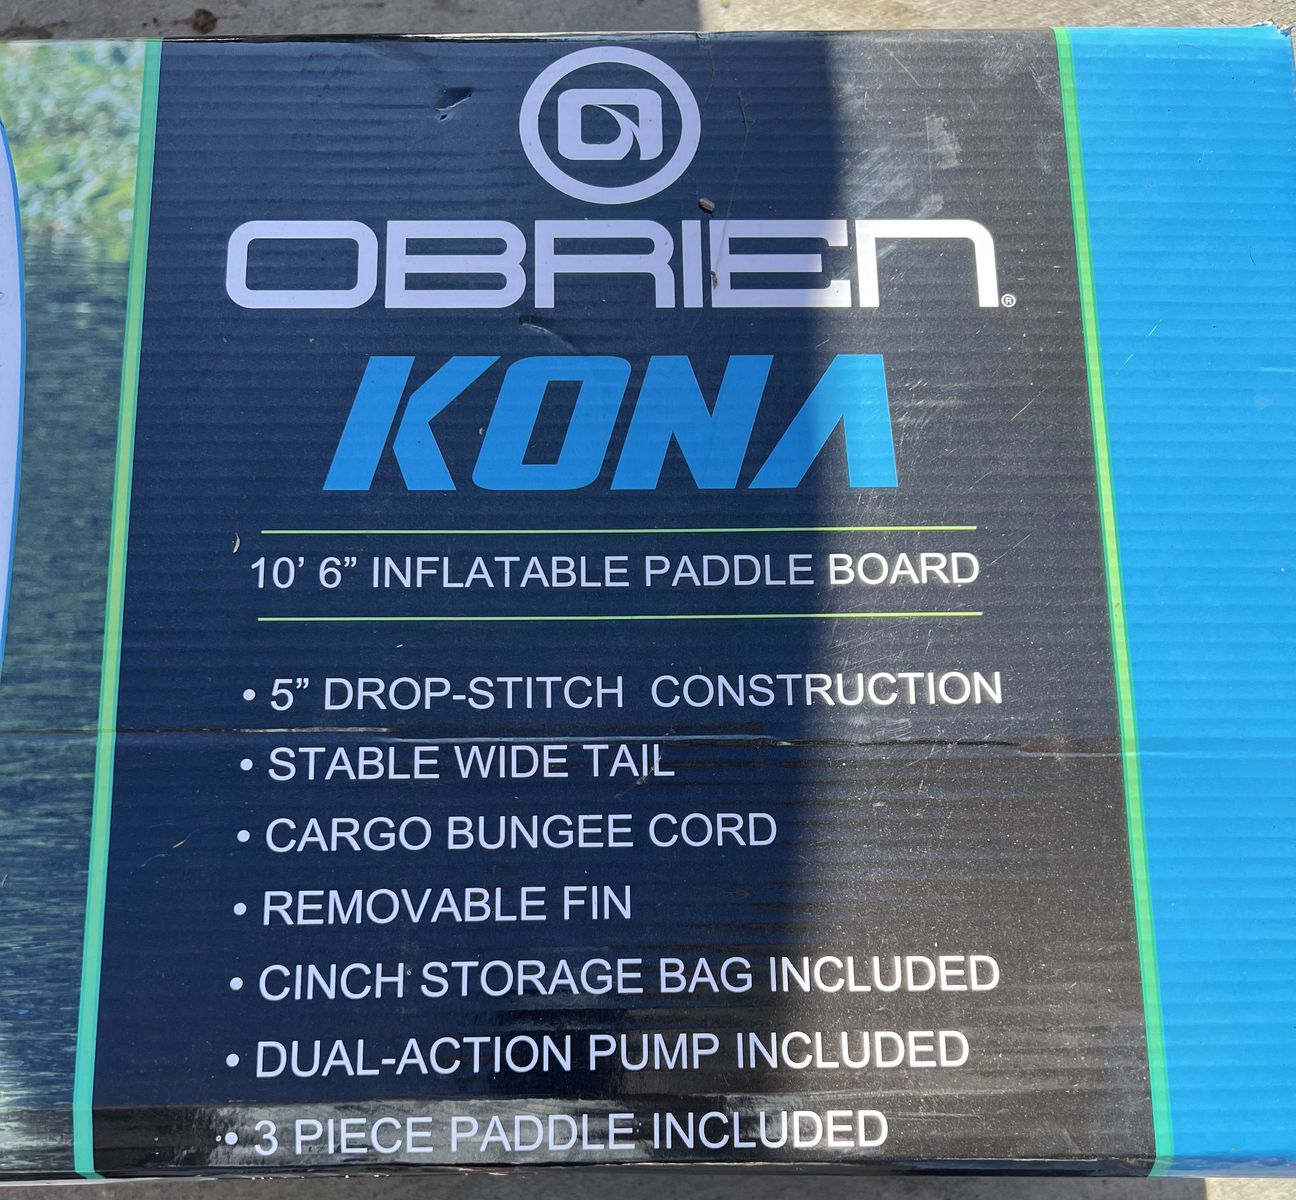 OBRIEN®
KONA
10' 6” INFLATABLE PADDLE BOARD
• 5” DROP-STITCH CONSTRUCTION
• STABLE WIDE TAIL
• CARGO BUNGEE CORD
• REMOVABLE FIN
• CINCH STORAGE BAG INCLUDED
• DUAL-ACTION PUMP INCLUDED
• 3 PIECE PADDLE INCLUDED